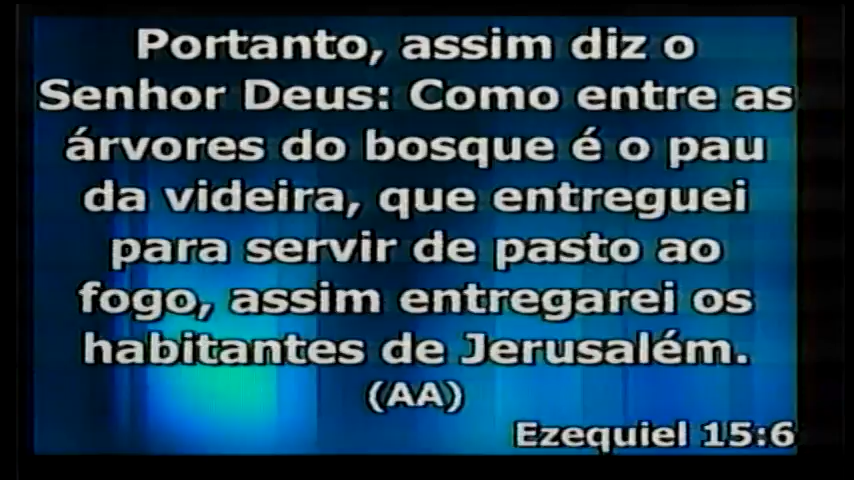 Portanto, assim diz o
Senhor Deus: Como entre as
árvores do bosque é o pau
da videira, que entreguei
para servir de pasto ao
fogo, assim entregarei os
habitantes de Jerusalém.
(AA)
Ezequiel 15:6